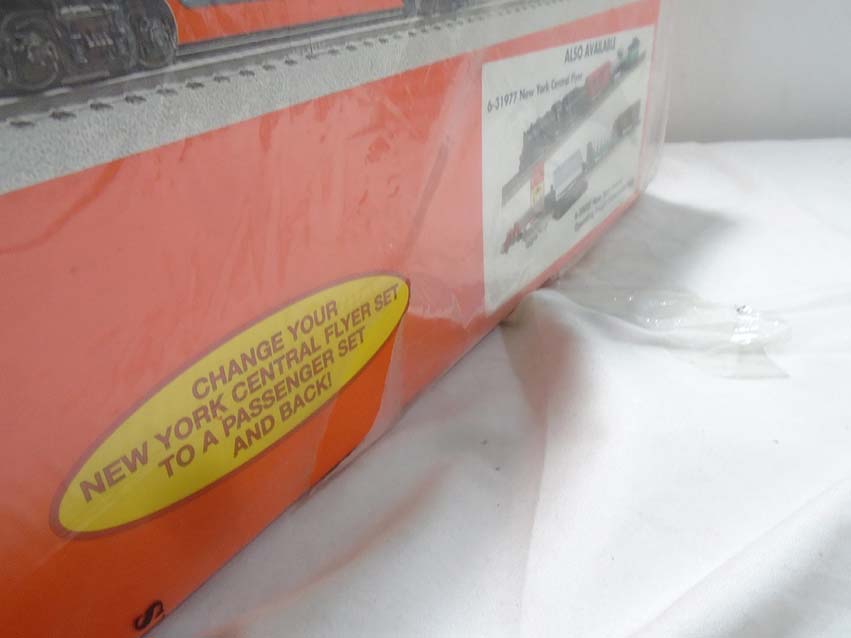 ALSO AVAILABLE
6-31977 New York Central Flyer
CHANGE YOUR
NEW YORK CENTRAL FLYER SET
TO A PASSENGER SET
AND BACK!
S